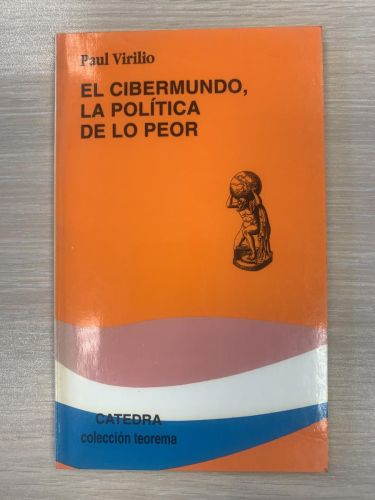 Paul Virilio
EL CIBERMUNDO,
LA POLÍTICA
DE LO PEOR
CATEDRA
colección teorema